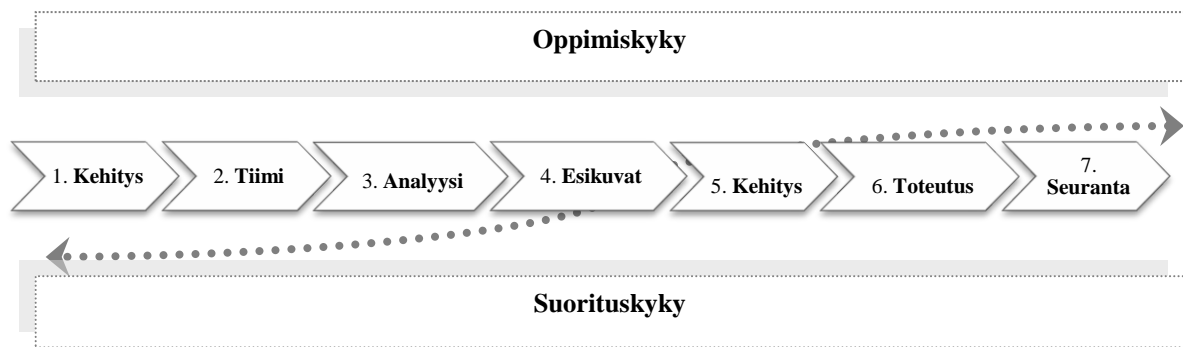 Oppimiskyky
1. Kehitys
2. Tiimi
3. Analyysi
4. Esikuvat
5. Kehitys
6. Toteutus
7.
Seuranta
Suorituskyky